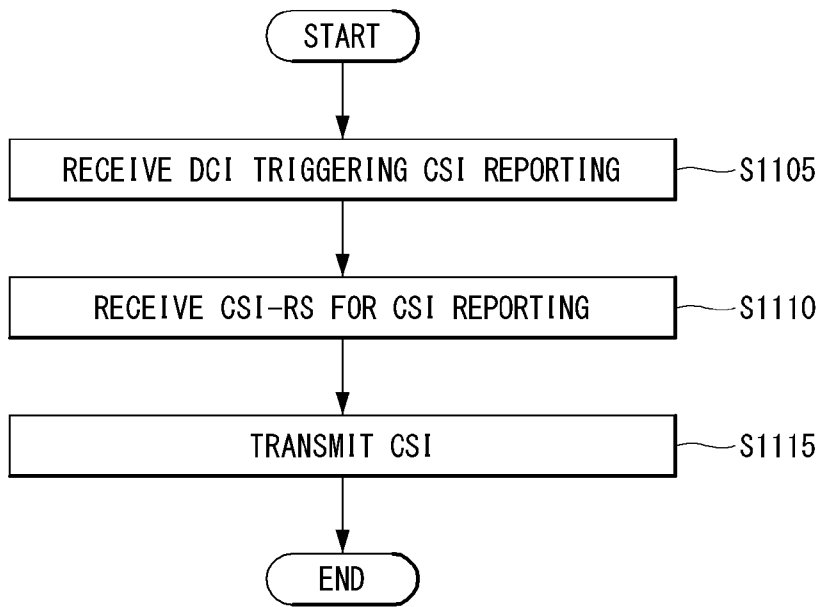 START
RECEIVE DCI TRIGGERING CSI REPORTING
S1105
RECEIVE CSI-RS FOR CSI REPORTING
S1110
TRANSMIT CSI
S1115
END